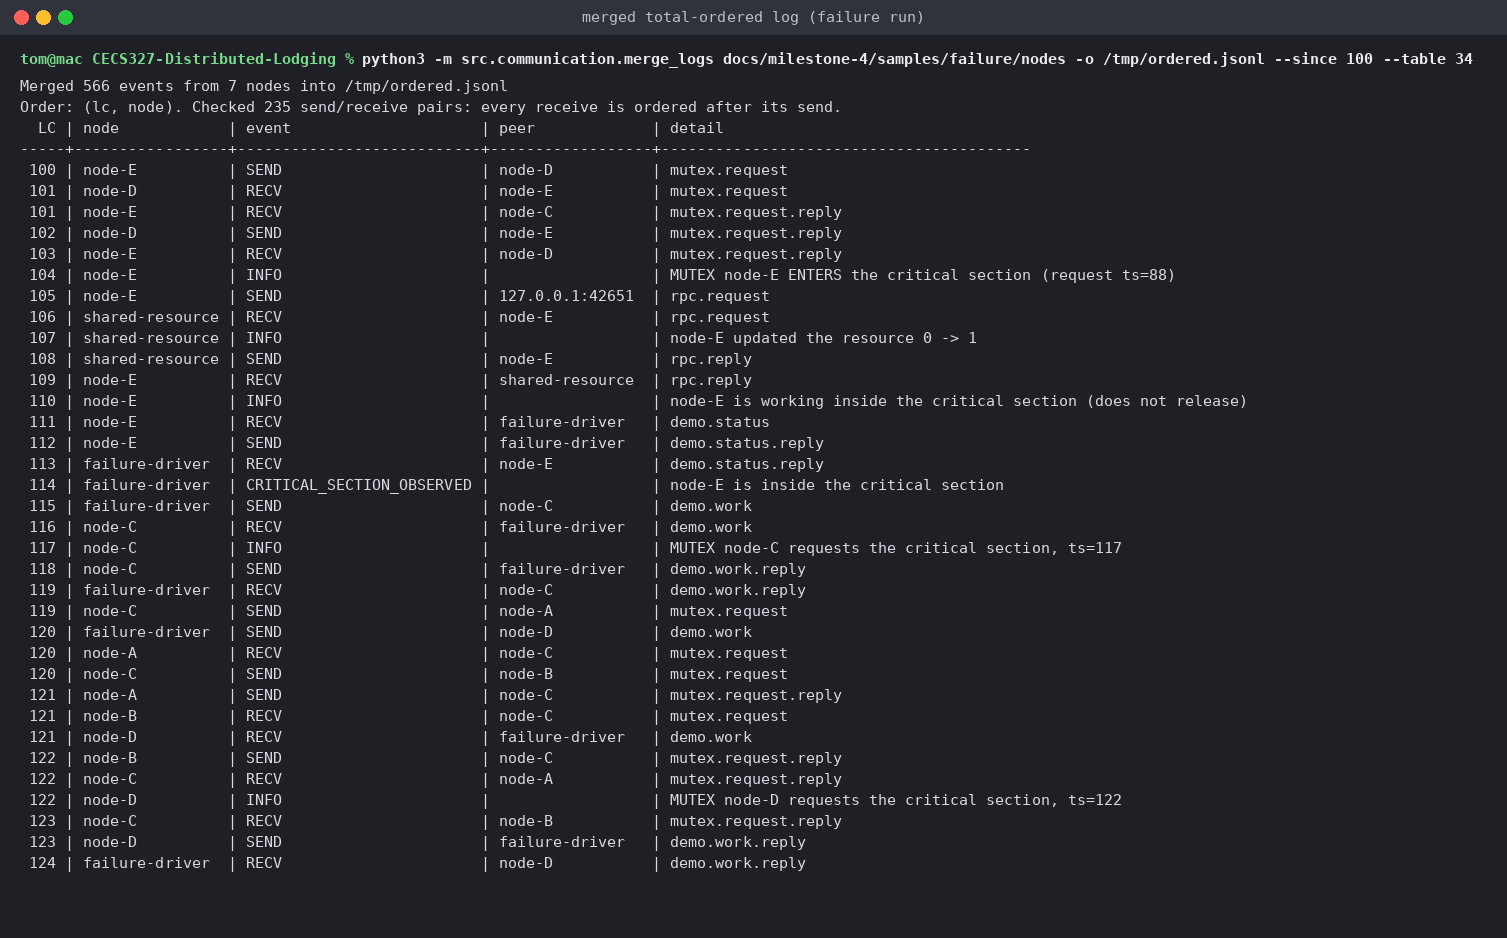 merged total-ordered log (failure run)
tom@mac CECS327-Distributed-Lodging % python3 -m src.communication.merge_logs docs/milestone-4/samples/failure/nodes -o /tmp/ordered.jsonl --since 100 --table 34
Merged 566 events from 7 nodes into /tmp/ordered.jsonl
Order: (lc, node). Checked 235 send/receive pairs: every receive is ordered after its send.
  LC | node            | event                     | peer             | detail
-----+-----------------+---------------------------+------------------+-----------------------------------------
 100 | node-E          | SEND                      | node-D           | mutex.request
 101 | node-D          | RECV                      | node-E           | mutex.request
 101 | node-E          | RECV                      | node-C           | mutex.request.reply
 102 | node-D          | SEND                      | node-E           | mutex.request.reply
 103 | node-E          | RECV                      | node-D           | mutex.request.reply
 104 | node-E          | INFO                      |                  | MUTEX node-E ENTERS the critical section (request ts=88)
 105 | node-E          | SEND                      | 127.0.0.1:42651  | rpc.request
 106 | shared-resource | RECV                      | node-E           | rpc.request
 107 | shared-resource | INFO                      |                  | node-E updated the resource 0 -> 1
 108 | shared-resource | SEND                      | node-E           | rpc.reply
 109 | node-E          | RECV                      | shared-resource  | rpc.reply
 110 | node-E          | INFO                      |                  | node-E is working inside the critical section (does not release)
 111 | node-E          | RECV                      | failure-driver   | demo.status
 112 | node-E          | SEND                      | failure-driver   | demo.status.reply
 113 | failure-driver  | RECV                      | node-E           | demo.status.reply
 114 | failure-driver  | CRITICAL_SECTION_OBSERVED |                  | node-E is inside the critical section
 115 | failure-driver  | SEND                      | node-C           | demo.work
 116 | node-C          | RECV                      | failure-driver   | demo.work
 117 | node-C          | INFO                      |                  | MUTEX node-C requests the critical section, ts=117
 118 | node-C          | SEND                      | failure-driver   | demo.work.reply
 119 | failure-driver  | RECV                      | node-C           | demo.work.reply
 119 | node-C          | SEND                      | node-A           | mutex.request
 120 | failure-driver  | SEND                      | node-D           | demo.work
 120 | node-A          | RECV                      | node-C           | mutex.request
 120 | node-C          | SEND                      | node-B           | mutex.request
 121 | node-A          | SEND                      | node-C           | mutex.request.reply
 121 | node-B          | RECV                      | node-C           | mutex.request
 121 | node-D          | RECV                      | failure-driver   | demo.work
 122 | node-B          | SEND                      | node-C           | mutex.request.reply
 122 | node-C          | RECV                      | node-A           | mutex.request.reply
 122 | node-D          | INFO                      |                  | MUTEX node-D requests the critical section, ts=122
 123 | node-C          | RECV                      | node-B           | mutex.request.reply
 123 | node-D          | SEND                      | failure-driver   | demo.work.reply
 124 | failure-driver  | RECV                      | node-D           | demo.work.reply